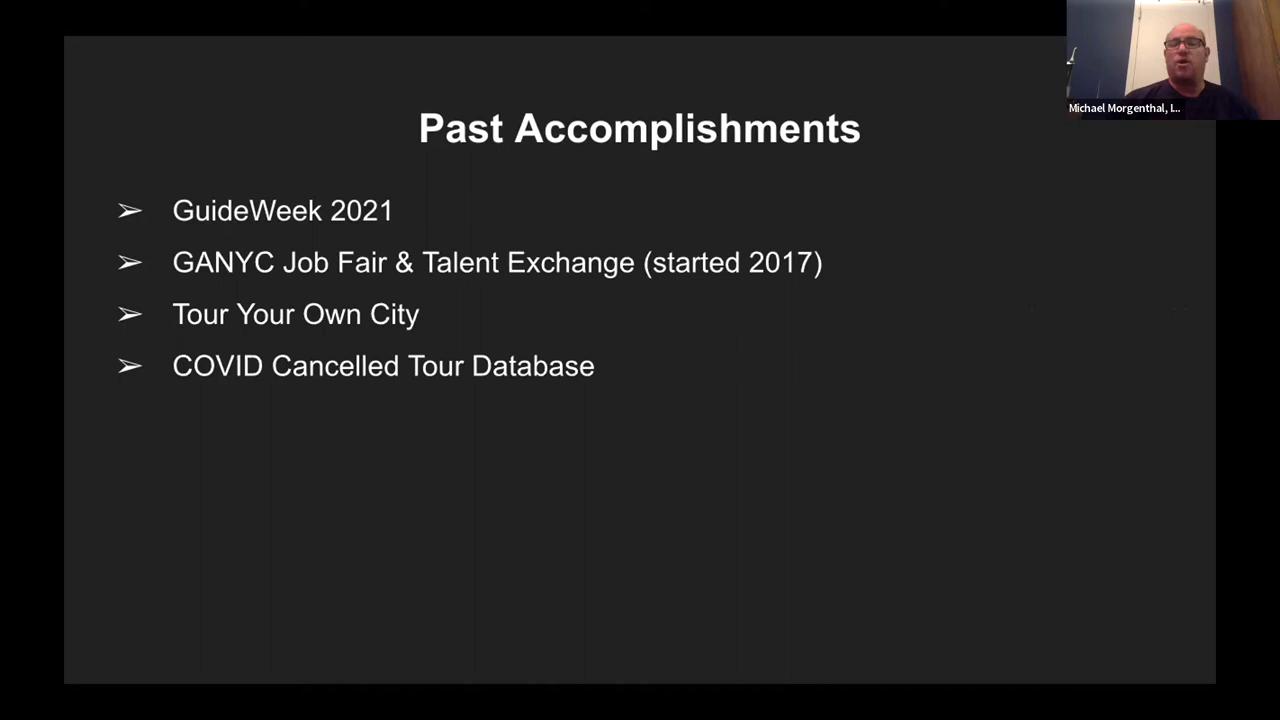 Past Accomplishments
➢ GuideWeek 2021
➢ GANYC Job Fair & Talent Exchange (started 2017)
➢ Tour Your Own City
➢ COVID Cancelled Tour Database
Michael Morgenthal, I...